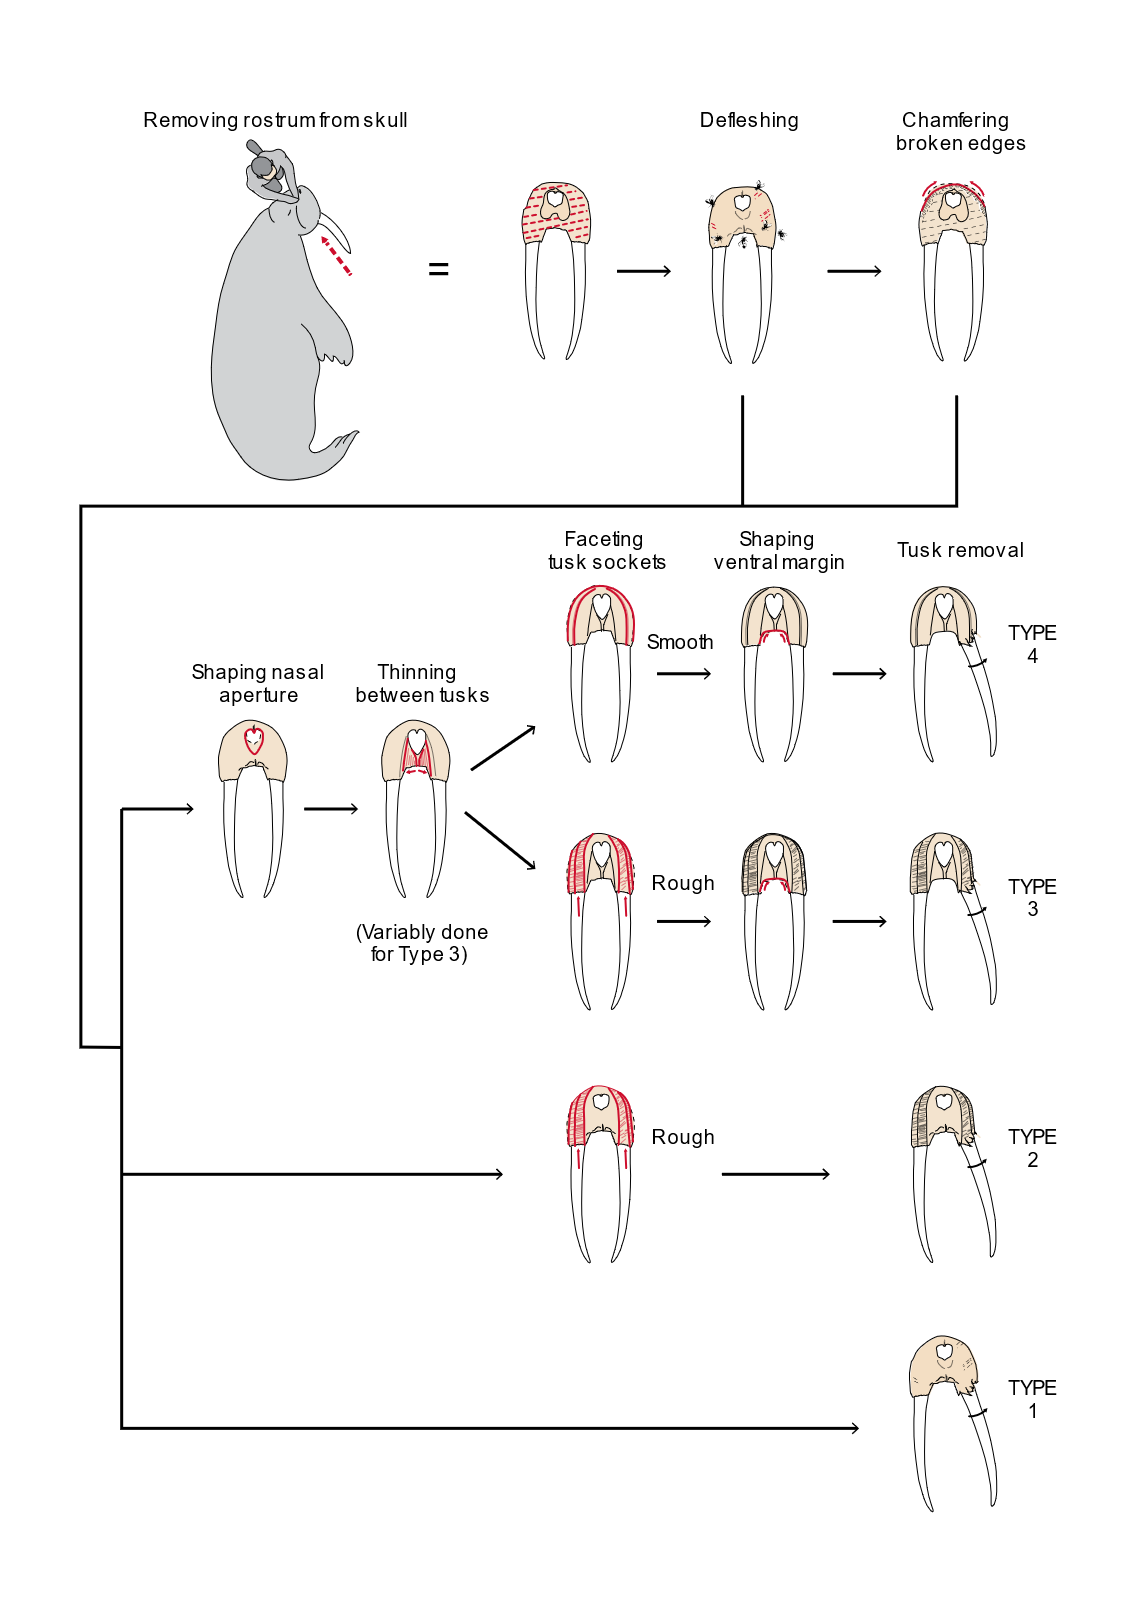 Removing rostrum from skull
Defleshing
Chamfering
broken edges
=
Faceting
tusk sockets
Shaping
ventral margin
Tusk removal
Smooth
TYPE
4
Shaping nasal
aperture
Thinning
between tusks
(Variably done
for Type 3)
Rough
TYPE
3
Rough
TYPE
2
TYPE
1